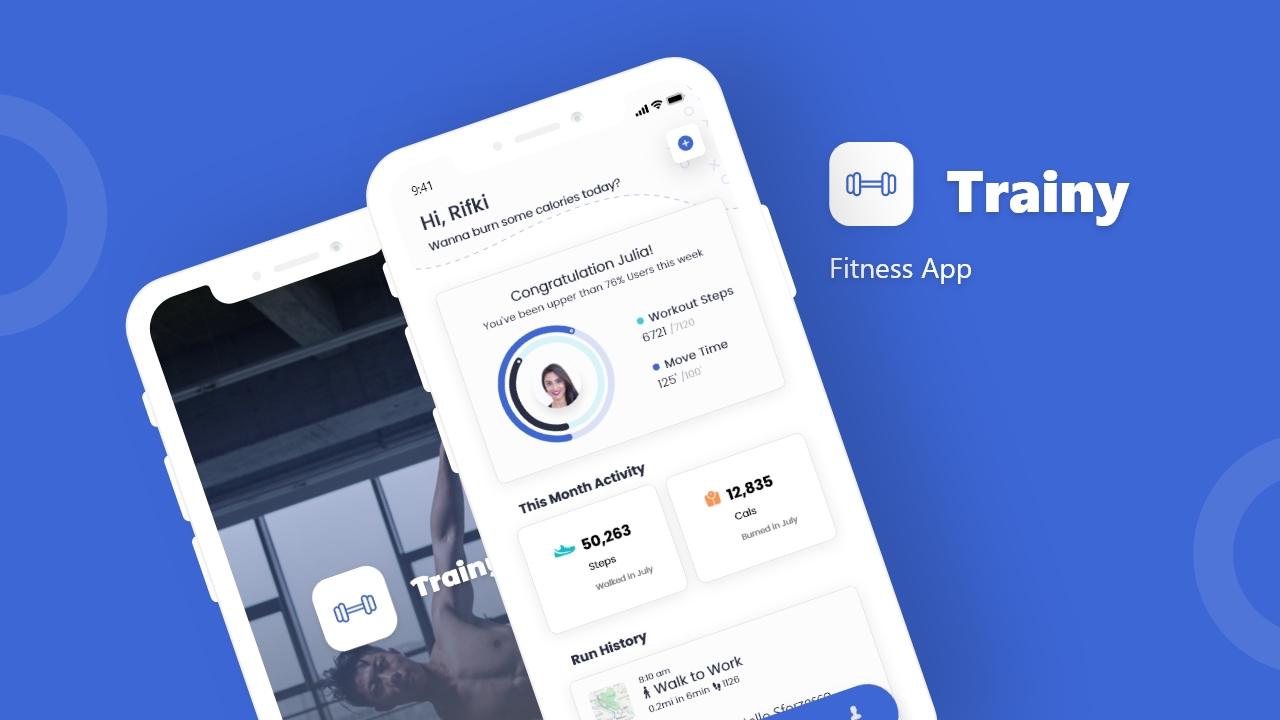 Trainy
Fitness App
9:41
Hi, Rifki
Wanna burn some calories today?
Congratulation Julia!
You've been upper than 76% Users this week
Workout Steps
6721 /7120
Move Time
125' /100'
This Month Activity
50,263
Steps
Walked in July
12,835
Cals
Burned in July
Run History
8:10 am
Walk to Work
0.2mi in 6min 1126
Sforzesco
Trainy